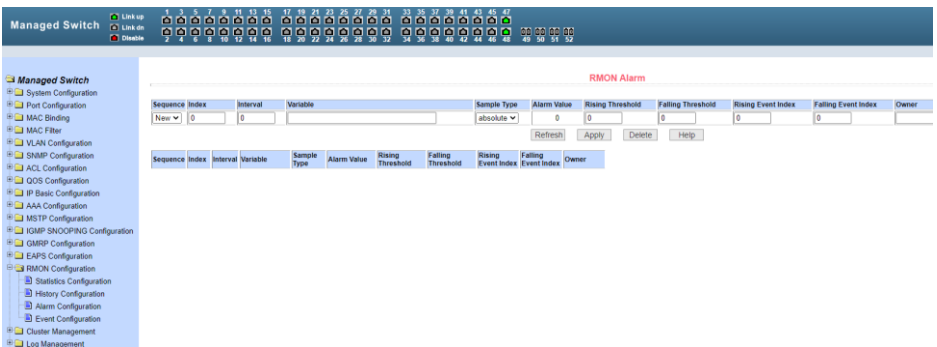 Managed Switch
Link up
Link dn
Disable
1 3 5 7 9 11 13 15 17 19 21 23 25 27 29 31 33 35 37 39 41 43 45 47
2 4 6 8 10 12 14 16 18 20 22 24 26 28 30 32 34 36 38 40 42 44 46 48 49 50 51 52
Managed Switch
System Configuration
Port Configuration
MAC Binding
MAC Filter
VLAN Configuration
SNMP Configuration
ACL Configuration
QOS Configuration
IP Basic Configuration
AAA Configuration
MSTP Configuration
IGMP SNOOPING Configuration
GMRP Configuration
EAPS Configuration
RMON Configuration
Statistics Configuration
History Configuration
Alarm Configuration
Event Configuration
Cluster Management
Log Management
RMON Alarm
Sequence Index Interval Variable Sample Type Alarm Value Rising Threshold Falling Threshold Rising Event Index Falling Event Index Owner
New 0 0 absolute 0 0 0 0 0
Refresh Apply Delete Help
Sequence Index Interval Variable Sample Type Alarm Value Rising Threshold Falling Threshold Rising Event Index Falling Event Index Owner